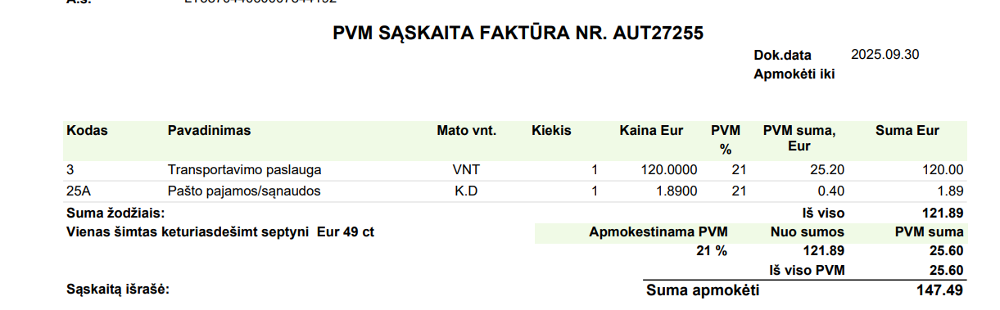 A.s.
PVM SĄSKAITA FAKTŪRA NR. AUT27255
Dok.data 2025.09.30
Apmokėti iki
Kodas Pavadinimas Mato vnt. Kiekis Kaina Eur PVM % PVM suma, Eur Suma Eur
3 Transportavimo paslauga VNT 1 120.0000 21 25.20 120.00
25A Pašto pajamos/sąnaudos K.D 1 1.8900 21 0.40 1.89
Suma žodžiais: Iš viso 121.89
Vienas šimtas keturiasdešimt septyni Eur 49 ct Apmokestinama PVM Nuo sumos PVM suma
21 % 121.89 25.60
Iš viso PVM 25.60
Sąskaitą išrašė: Suma apmokėti 147.49